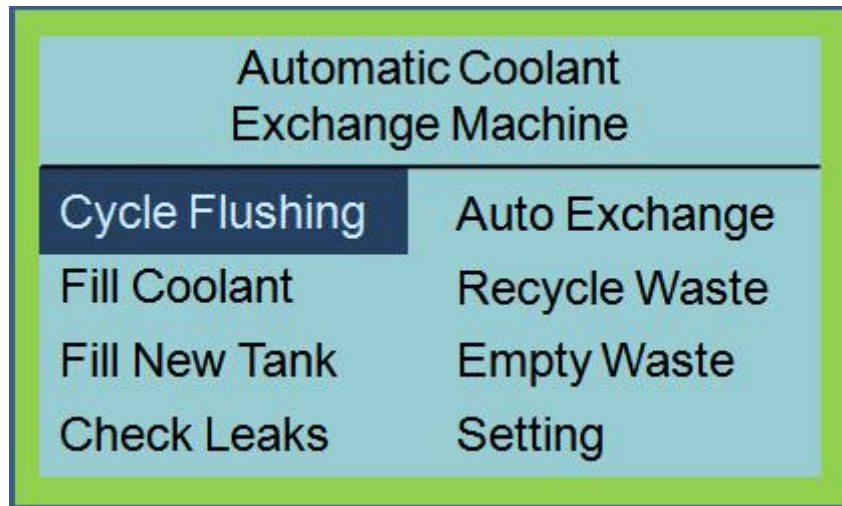 Automatic Coolant
Exchange Machine
Cycle Flushing
Auto Exchange
Fill Coolant
Recycle Waste
Fill New Tank
Empty Waste
Check Leaks
Setting